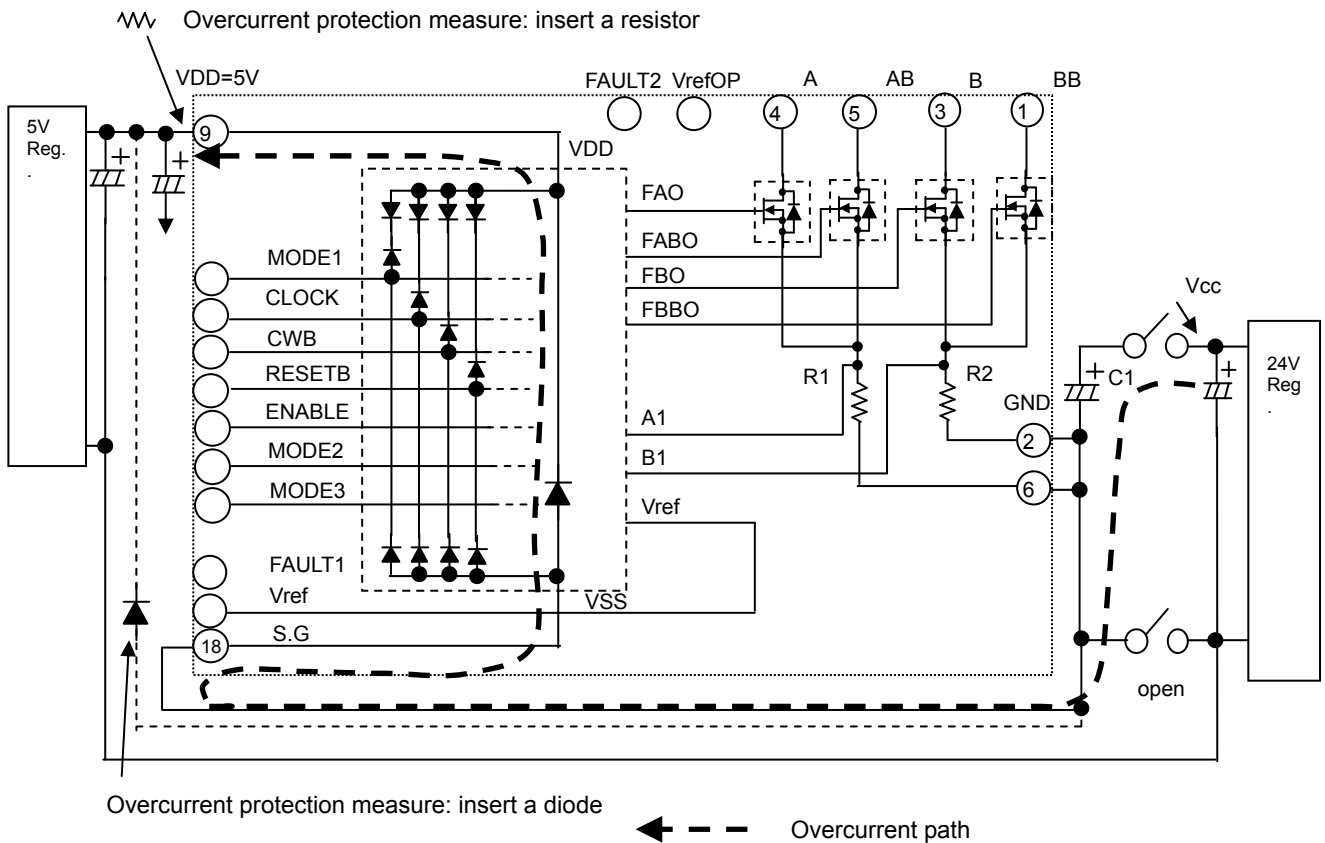 Overcurrent protection measure: insert a resistor
VDD=5V
FAULT2
VrefOP
A
AB
B
BB
5V
Reg.
.
9
4
5
3
1
VDD
FAO
FABO
FBO
FBBO
MODE1
CLOCK
CWB
RESETB
ENABLE
MODE2
MODE3
FAULT1
Vref
S.G
18
VSS
R1
R2
A1
B1
Vref
GND
2
6
+
+
+
+
C1
Vcc
24V
Reg
.
open
Overcurrent protection measure: insert a diode
Overcurrent path